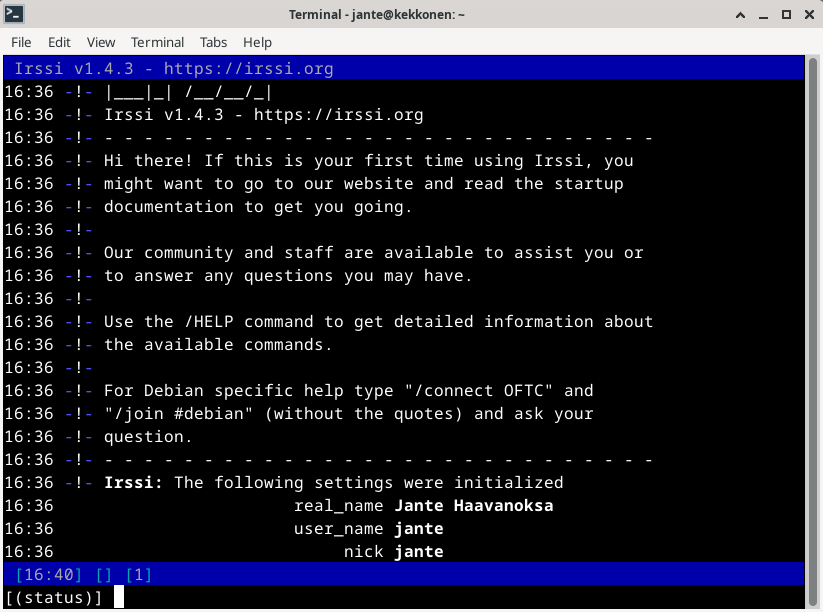 Terminal - jante@kekkonen: ~
File Edit View Terminal Tabs Help
Irssi v1.4.3 - https://irssi.org
16:36 -!- |___|_| /__/__/_|
16:36 -!- Irssi v1.4.3 - https://irssi.org
16:36 -!- - - - - - - - - - - - - - - - - - - - - - - - - - - - -
16:36 -!- Hi there! If this is your first time using Irssi, you
16:36 -!- might want to go to our website and read the startup
16:36 -!- documentation to get you going.
16:36 -!-
16:36 -!- Our community and staff are available to assist you or
16:36 -!- to answer any questions you may have.
16:36 -!-
16:36 -!- Use the /HELP command to get detailed information about
16:36 -!- the available commands.
16:36 -!-
16:36 -!- For Debian specific help type "/connect OFTC" and
16:36 -!- "/join #debian" (without the quotes) and ask your
16:36 -!- question.
16:36 -!- - - - - - - - - - - - - - - - - - - - - - - - - - - - -
16:36 -!- Irssi: The following settings were initialized
16:36 real_name Jante Haavanoksa
16:36 user_name jante
16:36 nick jante
[16:40] [] [1]
[(status)]